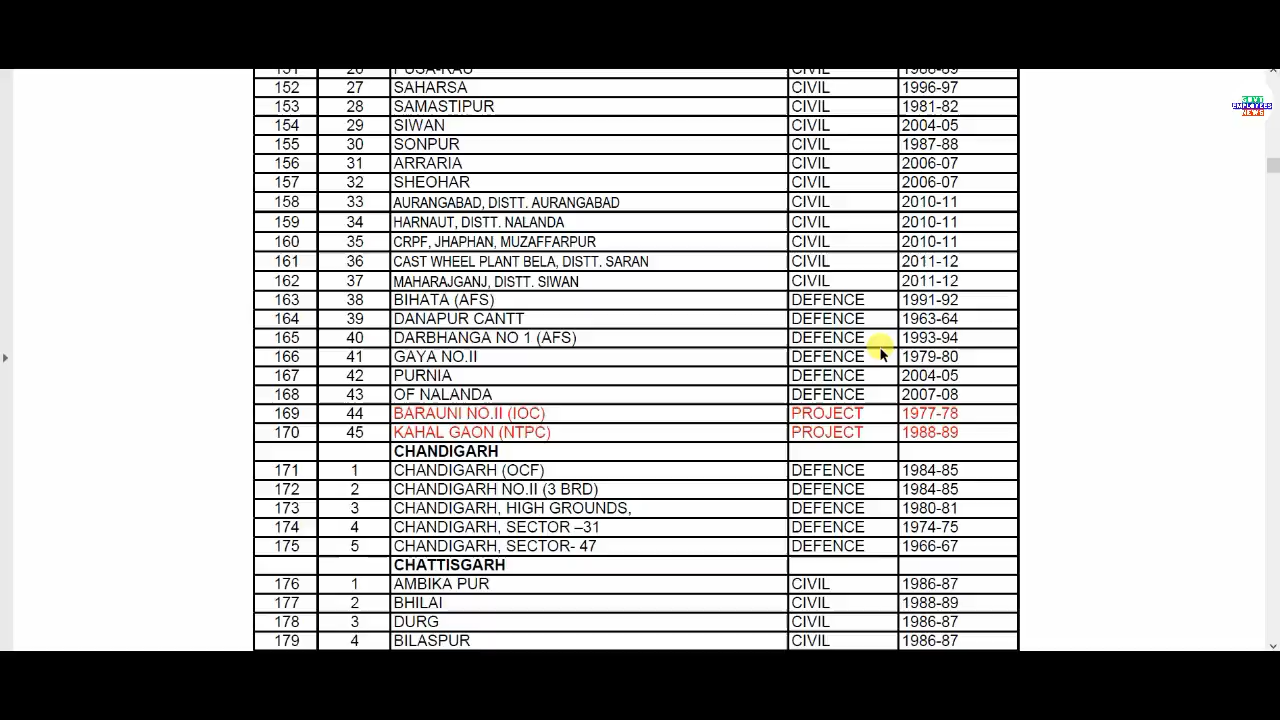 151 26 PUSA-RAU CIVIL 1988-89
152 27 SAHARSA CIVIL 1996-97
153 28 SAMASTIPUR CIVIL 1981-82
154 29 SIWAN CIVIL 2004-05
155 30 SONPUR CIVIL 1987-88
156 31 ARRARIA CIVIL 2006-07
157 32 SHEOHAR CIVIL 2006-07
158 33 AURANGABAD, DISTT. AURANGABAD CIVIL 2010-11
159 34 HARNAUT, DISTT. NALANDA CIVIL 2010-11
160 35 CRPF, JHAPHAN, MUZAFFARPUR CIVIL 2010-11
161 36 CAST WHEEL PLANT BELA, DISTT. SARAN CIVIL 2011-12
162 37 MAHARAJGANJ, DISTT. SIWAN CIVIL 2011-12
163 38 BIHATA (AFS) DEFENCE 1991-92
164 39 DANAPUR CANTT DEFENCE 1963-64
165 40 DARBHANGA NO 1 (AFS) DEFENCE 1993-94
166 41 GAYA NO.II DEFENCE 1979-80
167 42 PURNIA DEFENCE 2004-05
168 43 OF NALANDA DEFENCE 2007-08
169 44 BARAUNI NO.II (IOC) PROJECT 1977-78
170 45 KAHAL GAON (NTPC) PROJECT 1988-89
CHANDIGARH
171 1 CHANDIGARH (OCF) DEFENCE 1984-85
172 2 CHANDIGARH NO.II (3 BRD) DEFENCE 1984-85
173 3 CHANDIGARH, HIGH GROUNDS, DEFENCE 1980-81
174 4 CHANDIGARH, SECTOR –31 DEFENCE 1974-75
175 5 CHANDIGARH, SECTOR- 47 DEFENCE 1966-67
CHATTISGARH
176 1 AMBIKA PUR CIVIL 1986-87
177 2 BHILAI CIVIL 1988-89
178 3 DURG CIVIL 1986-87
179 4 BILASPUR CIVIL 1986-87
GOVT
EMPLOYEES
NEWS